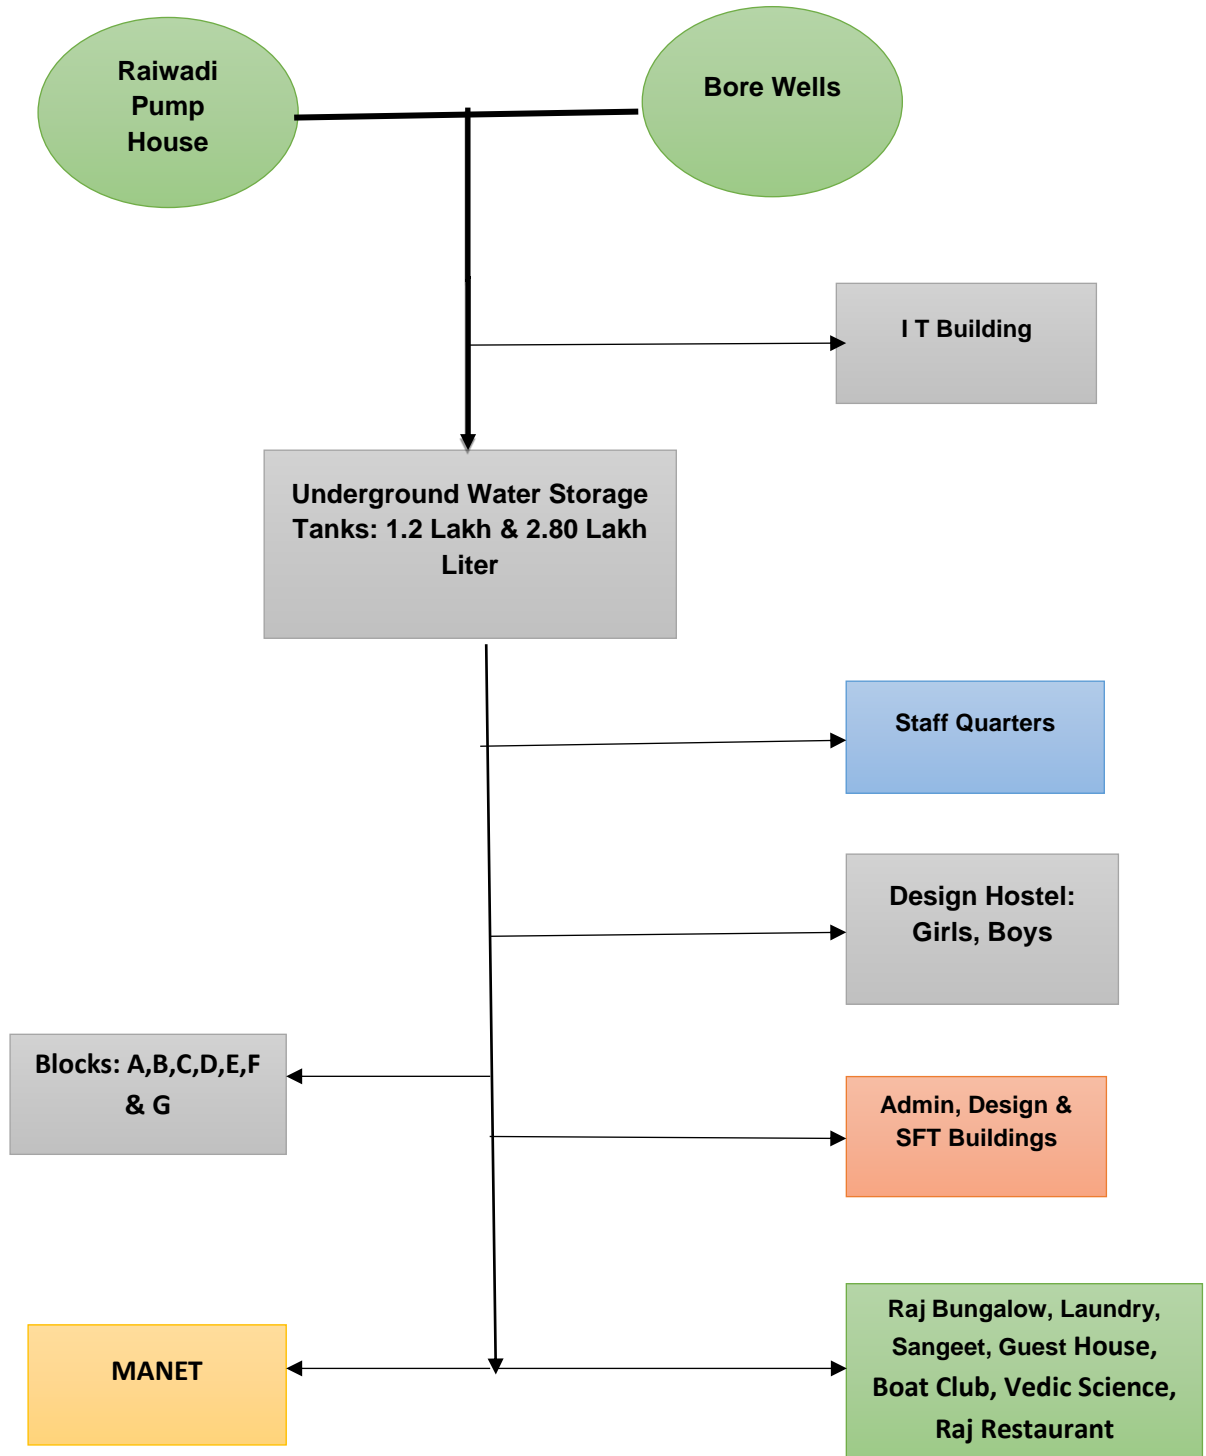 Raiwadi
Pump
House
Bore Wells
I T Building
Underground Water Storage
Tanks: 1.2 Lakh & 2.80 Lakh
Liter
Staff Quarters
Design Hostel:
Girls, Boys
Blocks: A,B,C,D,E,F
& G
Admin, Design &
SFT Buildings
MANET
Raj Bungalow, Laundry,
Sangeet, Guest House,
Boat Club, Vedic Science,
Raj Restaurant